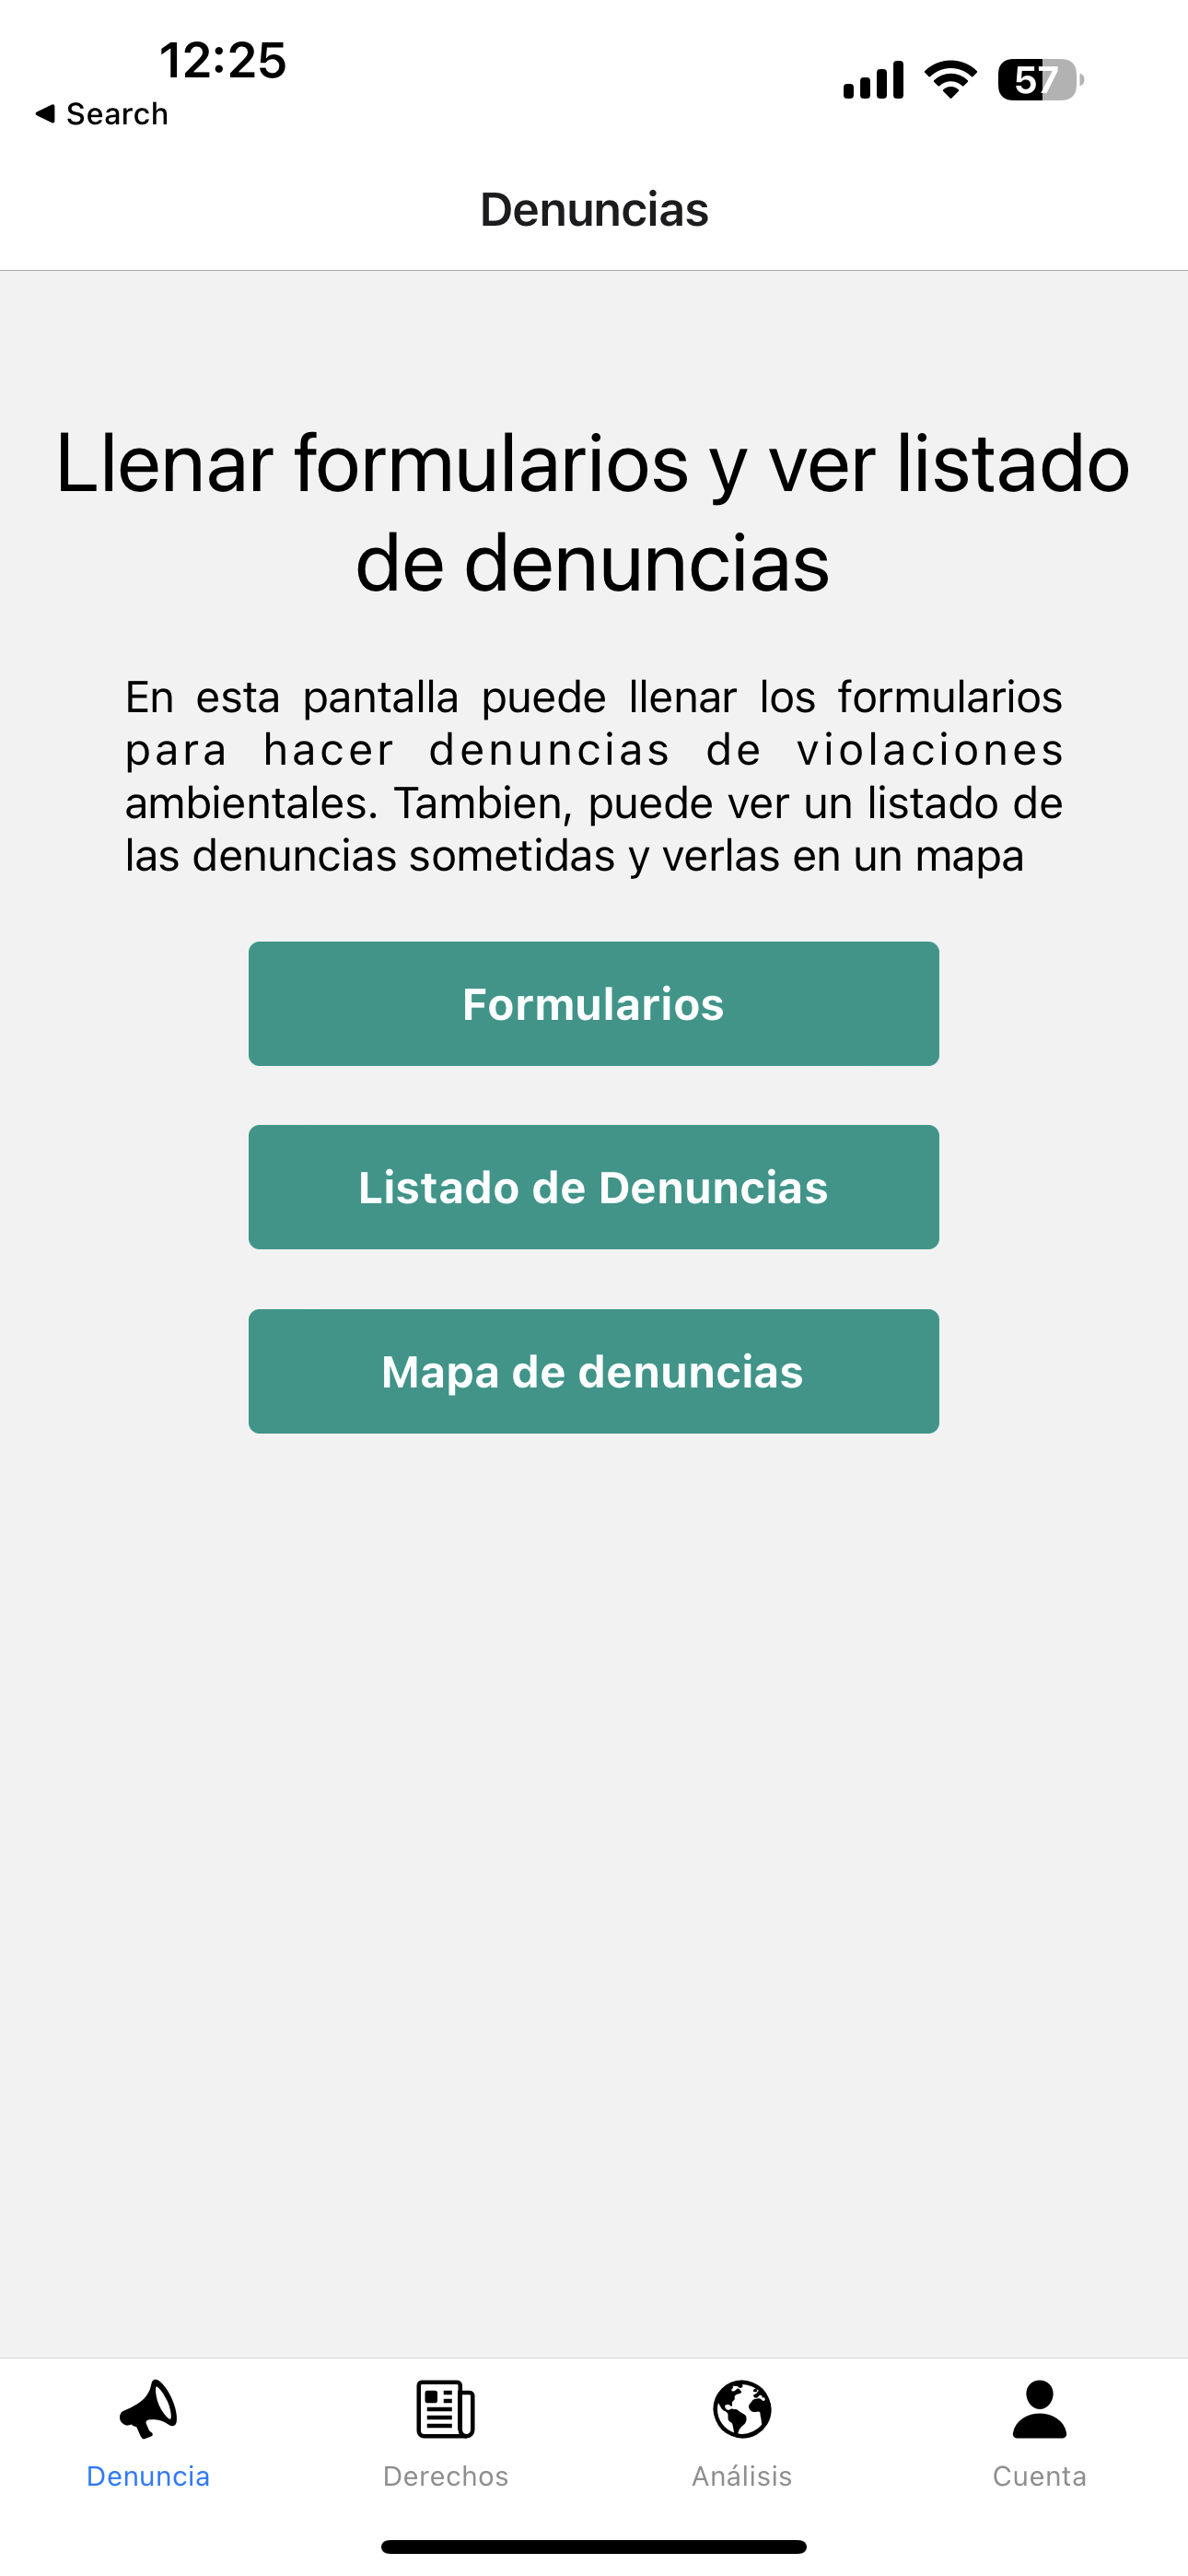 12:25
57
◀ Search
Denuncias
Llenar formularios y ver listado
de denuncias
En esta pantalla puede llenar los formularios
para hacer denuncias de violaciones
ambientales. Tambien, puede ver un listado de
las denuncias sometidas y verlas en un mapa
Formularios
Listado de Denuncias
Mapa de denuncias
Denuncia
Derechos
Análisis
Cuenta